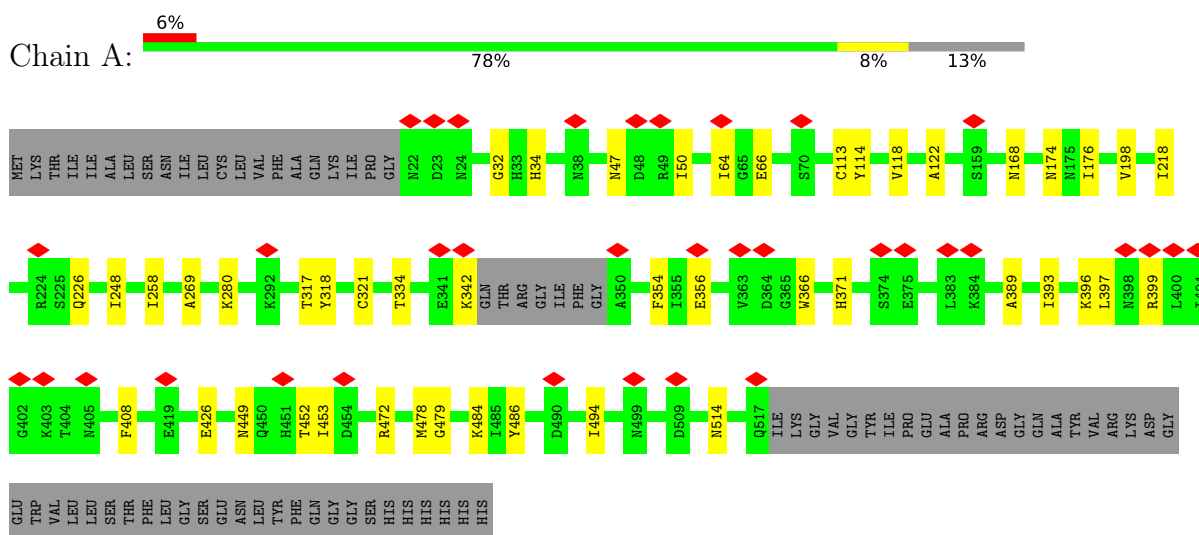 6%
Chain A:
78% 8% 13%
MET LYS THR ILE ILE ALA LEU SER ASN ILE LEU CYS LEU VAL PHE ALA GLN LYS ILE PRO GLY N22 D23 N24 G32 H33 H34 N38 N47 D48 R49 I50 I64 G65 E66 S70 C113 Y114 V118 A122 S159 N168 N174 N175 I176 V198 I218
R224 S225 Q226 I248 I258 A269 K280 K292 T317 Y318 C321 T334 E341 K342 GLN THR ARG GLY ILE PHE GLY A350 F354 I355 E356 V363 D364 G365 W366 H371 S374 E375 L383 K384 A389 I393 K396 L397 N398 R399 L400
G402 K403 T404 N405 F408 E419 E426 N449 Q450 H451 T452 I453 D454 R472 M478 G479 K484 I485 Y486 D490 I494 N499 D509 N514 Q517 ILE LYS GLY VAL GLY TYR ILE PRO GLU ALA PRO ARG ASP GLY GLN ALA TYR VAL ARG LYS ASP GLY
GLU TRP VAL LEU LEU SER THR PHE LEU GLY SER GLU ASN LEU TYR PHE GLN GLY GLY SER HIS HIS HIS HIS HIS HIS